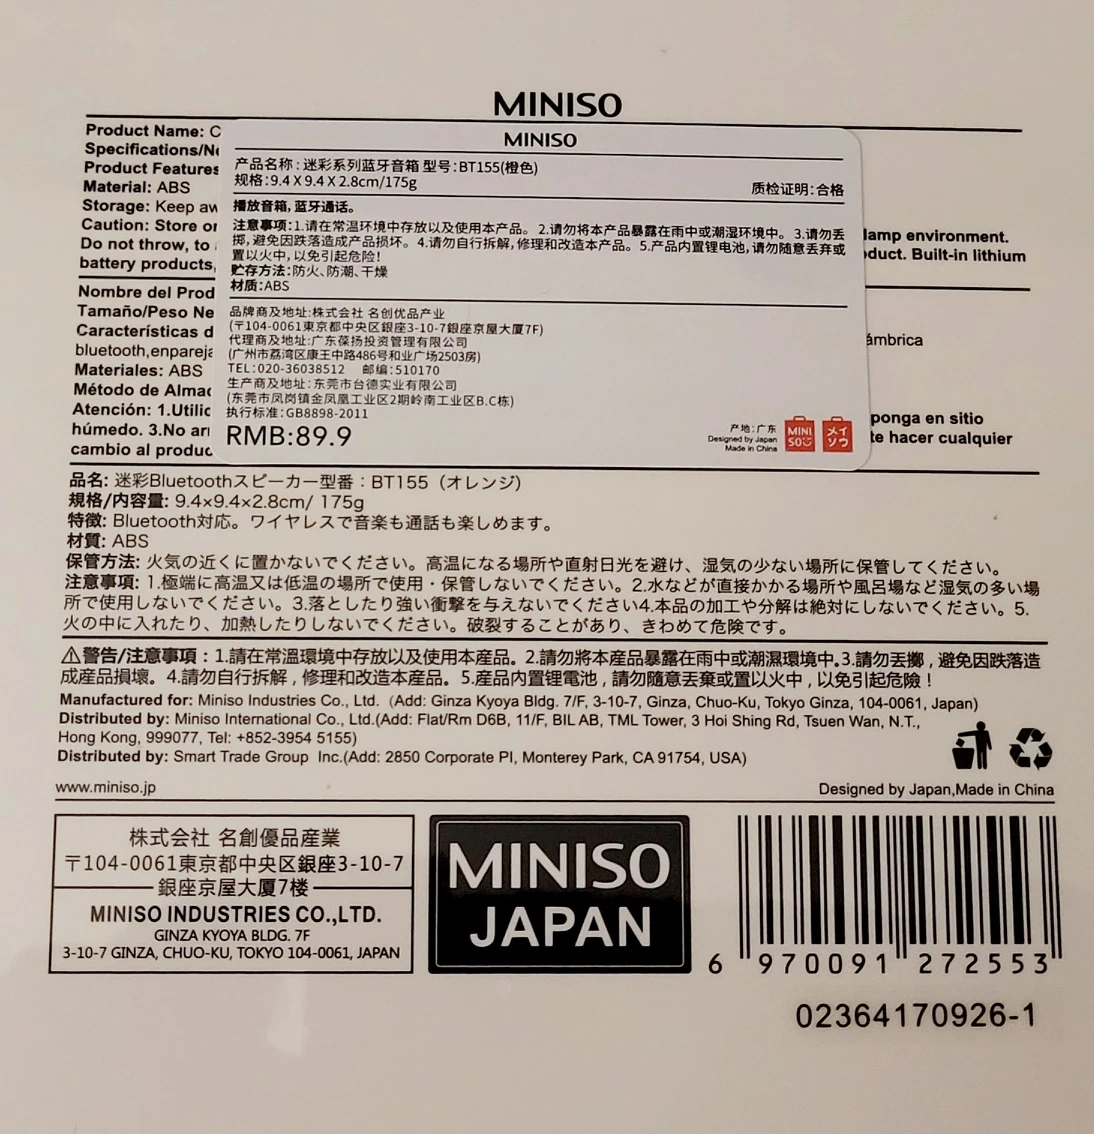 MINISO
Product Name: C
Specifications/Ne
Product Features
Material: ABS
Storage: Keep aw
Caution: Store or
Do not throw, to
battery products,
lamp environment.
duct. Built-in lithium
MINISO
产品名称:迷彩系列蓝牙音箱 型号:BT155(橙色)
规格:9.4 X 9.4 X 2.8cm/175g
质检证明:合格
播放音箱,蓝牙通话。
注意事项:1.请在常温环境中存放以及使用本产品。2.请勿将本产品暴露在雨中或潮湿环境中。3.请勿丢
掷,避免因跌落造成产品损坏。4.请勿自行拆解,修理和改造本产品。5.产品内置锂电池,请勿随意丢弃或
置以火中,以免引起危险!
贮存方法:防火、防潮、干燥
材质:ABS
品牌商及地址:株式会社 名创优品产业
(〒104-0061東京都中央区銀座3-10-7銀座京屋大厦7F)
代理商及地址:广东葆扬投资管理有限公司
(广州市荔湾区康王中路486号和业广场2503房)
TEL:020-36038512 邮编:510170
生产商及地址:东莞市台德实业有限公司
(东莞市凤岗镇金凤凰工业区2期岭南工业区B.C栋)
执行标准:GB8898-2011
RMB:89.9
产地:广东
Designed by Japan
Made in China
MINI
SO
メイ
ソウ
Nombre del Prod
Tamaño/Peso Ne
Características d
bluetooth,enpareja
Materiales: ABS
Método de Almac
Atención: 1.Utilic
húmedo. 3.No arr
cambio al produc
ámbrica
ponga en sitio
te hacer cualquier
品名: 迷彩Bluetoothスピーカー型番：BT155（オレンジ）
規格/内容量: 9.4×9.4×2.8cm/ 175g
特徴: Bluetooth対応。ワイヤレスで音楽も通話も楽しめます。
材質: ABS
保管方法: 火気の近くに置かないでください。高温になる場所や直射日光を避け、湿気の少ない場所に保管してください。
注意事項: 1.極端に高温又は低温の場所で使用・保管しないでください。2.水などが直接かかる場所や風呂場など湿気の多い場
所で使用しないでください。3.落としたり強い衝撃を与えないでください4.本品の加工や分解は絶対にしないでください。5.
火の中に入れたり、加熱したりしないでください。破裂することがあり、きわめて危険です。
⚠警告/注意事項：1.請在常溫環境中存放以及使用本産品。2.請勿將本産品暴露在雨中或潮濕環境中。3.請勿丟擲，避免因跌落造
成産品損壞。4.請勿自行拆解，修理和改造本産品。5.産品内置锂電池，請勿隨意丟棄或置以火中，以免引起危險！
Manufactured for: Miniso Industries Co., Ltd. (Add: Ginza Kyoya Bldg. 7/F, 3-10-7, Ginza, Chuo-Ku, Tokyo Ginza, 104-0061, Japan)
Distributed by: Miniso International Co., Ltd.(Add: Flat/Rm D6B, 11/F, BIL AB, TML Tower, 3 Hoi Shing Rd, Tsuen Wan, N.T.,
Hong Kong, 999077, Tel: +852-3954 5155)
Distributed by: Smart Trade Group Inc.(Add: 2850 Corporate Pl, Monterey Park, CA 91754, USA)
www.miniso.jp
Designed by Japan,Made in China
株式会社 名創優品産業
〒104-0061東京都中央区銀座3-10-7
銀座京屋大厦7楼
MINISO INDUSTRIES CO.,LTD.
GINZA KYOYA BLDG. 7F
3-10-7 GINZA, CHUO-KU, TOKYO 104-0061, JAPAN
MINISO
JAPAN
6 970091 272553
02364170926-1